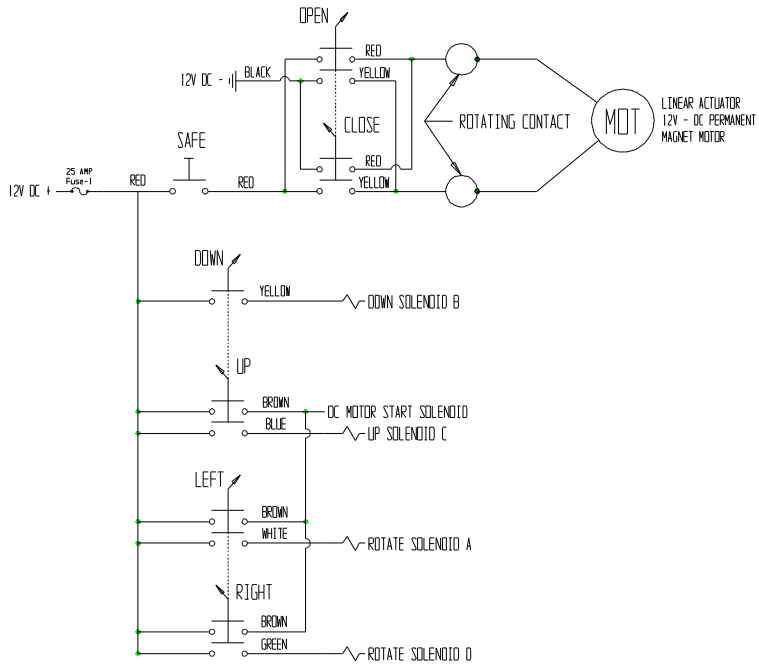 OPEN
RED
12V DC -
BLACK
YELLOW
LINEAR ACTUATOR
12V - DC PERMANENT
MAGNET MOTOR
MOT
ROTATING CONTACT
CLOSE
SAFE
RED
25 AMP
Fuse-1
12V DC +
RED
RED
YELLOW
DOWN
YELLOW
DOWN SOLENOID B
UP
BROWN
DC MOTOR START SOLENOID
BLUE
UP SOLENOID C
LEFT
BROWN
WHITE
ROTATE SOLENOID A
RIGHT
BROWN
GREEN
ROTATE SOLENOID D